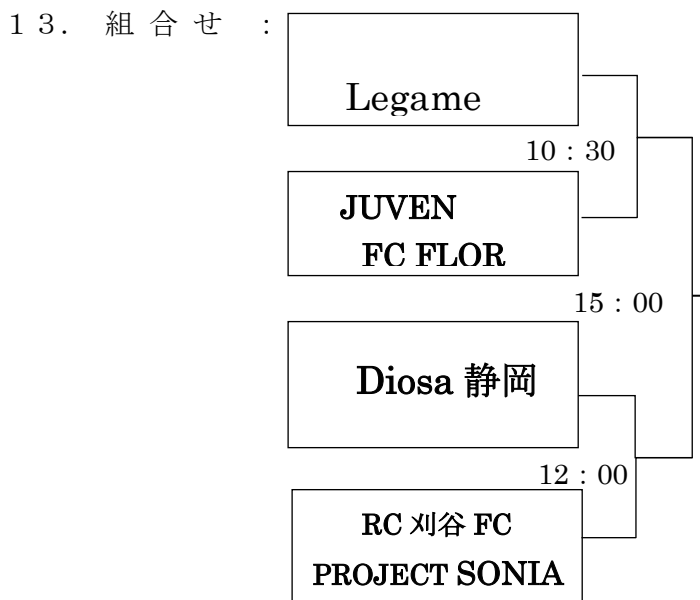 １３． 組 合 せ ：
Legame
10：30
JUVEN
FC FLOR
15：00
Diosa 静岡
12：00
RC 刈谷 FC
PROJECT SONIA